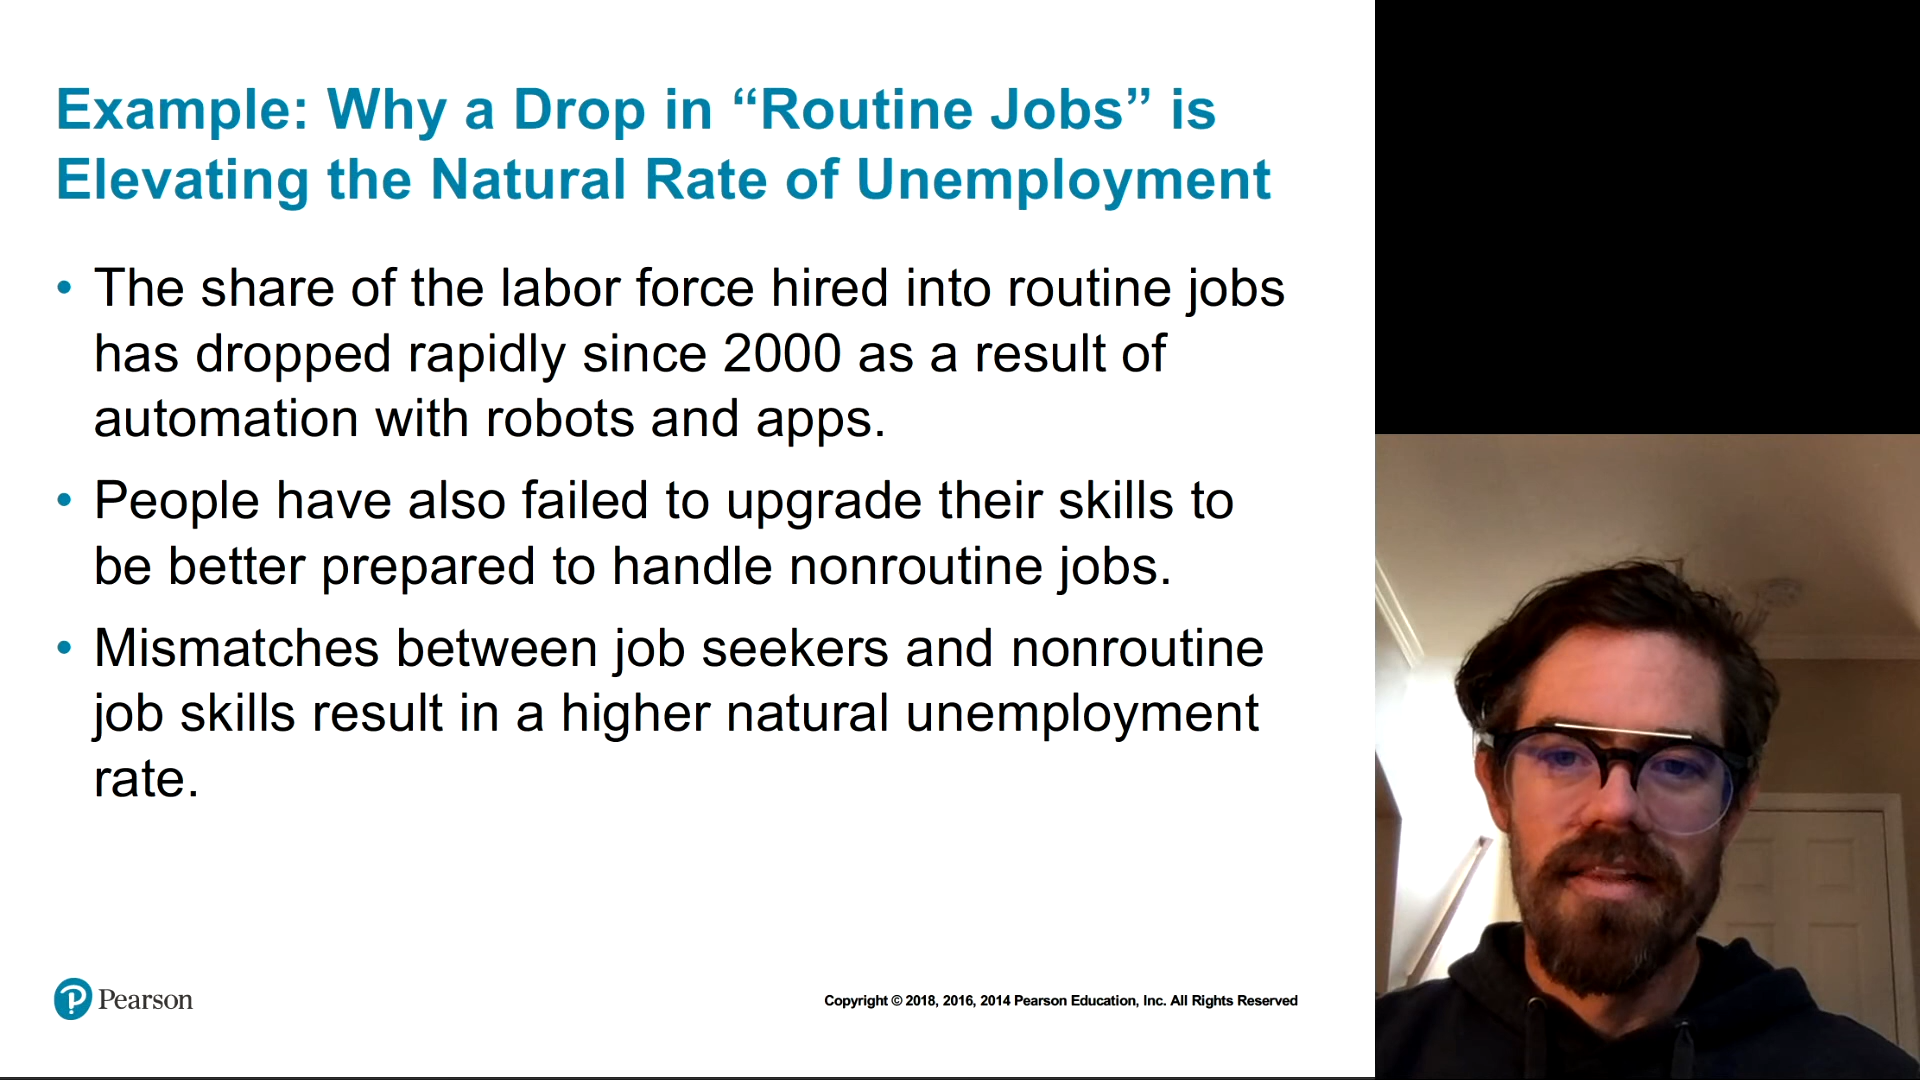 Example: Why a Drop in “Routine Jobs” is
Elevating the Natural Rate of Unemployment
• The share of the labor force hired into routine jobs
has dropped rapidly since 2000 as a result of
automation with robots and apps.
• People have also failed to upgrade their skills to
be better prepared to handle nonroutine jobs.
• Mismatches between job seekers and nonroutine
job skills result in a higher natural unemployment
rate.
Pearson
Copyright © 2018, 2016, 2014 Pearson Education, Inc. All Rights Reserved